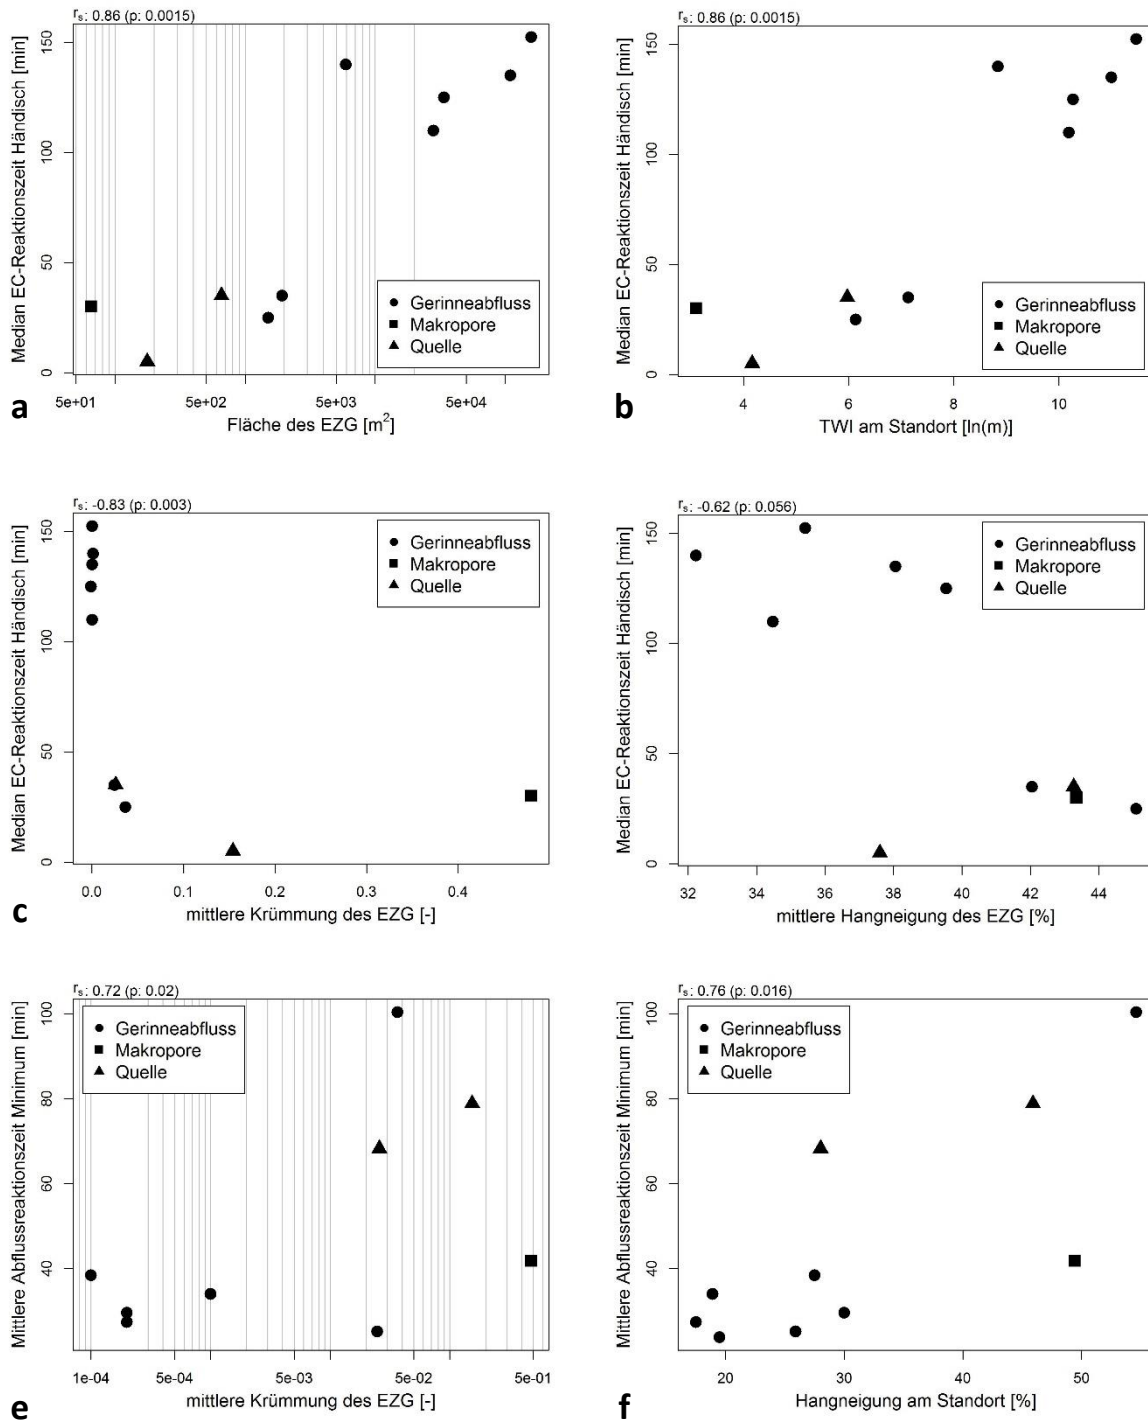 rs: 0.86 (p: 0.0015)
Median EC-Reaktionszeit Händisch [min]
150
100
50
0
Gerinneabfluss
Makropore
Quelle
5e+01 5e+02 5e+03 5e+04
Fläche des EZG [m²]
a
rs: 0.86 (p: 0.0015)
Median EC-Reaktionszeit Händisch [min]
150
100
50
0
Gerinneabfluss
Makropore
Quelle
4 6 8 10
TWI am Standort [ln(m)]
b
rs: -0.83 (p: 0.003)
Median EC-Reaktionszeit Händisch [min]
150
100
50
0
Gerinneabfluss
Makropore
Quelle
0.0 0.1 0.2 0.3 0.4
mittlere Krümmung des EZG [-]
c
rs: -0.62 (p: 0.056)
Median EC-Reaktionszeit Händisch [min]
150
100
50
0
Gerinneabfluss
Makropore
Quelle
32 34 36 38 40 42 44
mittlere Hangneigung des EZG [%]
rs: 0.72 (p: 0.02)
Mittlere Abflussreaktionszeit Minimum [min]
100
80
60
40
Gerinneabfluss
Makropore
Quelle
1e-04 5e-04 5e-03 5e-02 5e-01
mittlere Krümmung des EZG [-]
e
rs: 0.76 (p: 0.016)
Mittlere Abflussreaktionszeit Minimum [min]
100
80
60
40
Gerinneabfluss
Makropore
Quelle
20 30 40 50
Hangneigung am Standort [%]
f